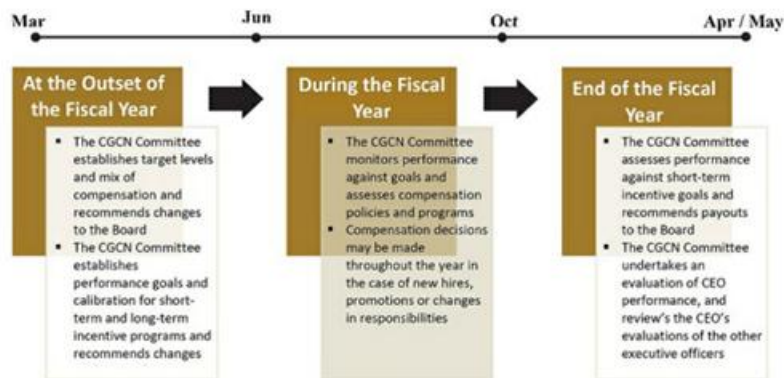 Mar
Jun
Oct
Apr / May
At the Outset of
the Fiscal Year
▪ The CGCN Committee
establishes target levels
and mix of
compensation and
recommends changes
to the Board
▪ The CGCN Committee
establishes
performance goals and
calibration for short-
term and long-term
incentive programs and
recommends changes
During the Fiscal
Year
▪ The CGCN Committee
monitors performance
against goals and
assesses compensation
policies and programs
▪ Compensation decisions
may be made
throughout the year in
the case of new hires,
promotions or changes
in responsibilities
End of the Fiscal
Year
▪ The CGCN Committee
assesses performance
against short-term
incentive goals and
recommends payouts
to the Board
▪ The CGCN Committee
undertakes an
evaluation of CEO
performance, and
review's the CEO's
evaluations of the other
executive officers